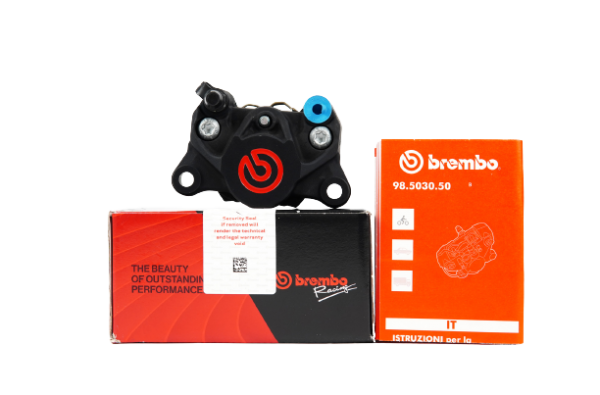 Security Seal
If removed will
render the technical
and legal warranty
void
THE BEAUTY
OF OUTSTANDIN
PERFORMANCE
brembo
Racing
brembo
98.5030.50
IT
ISTRUZIONI per la